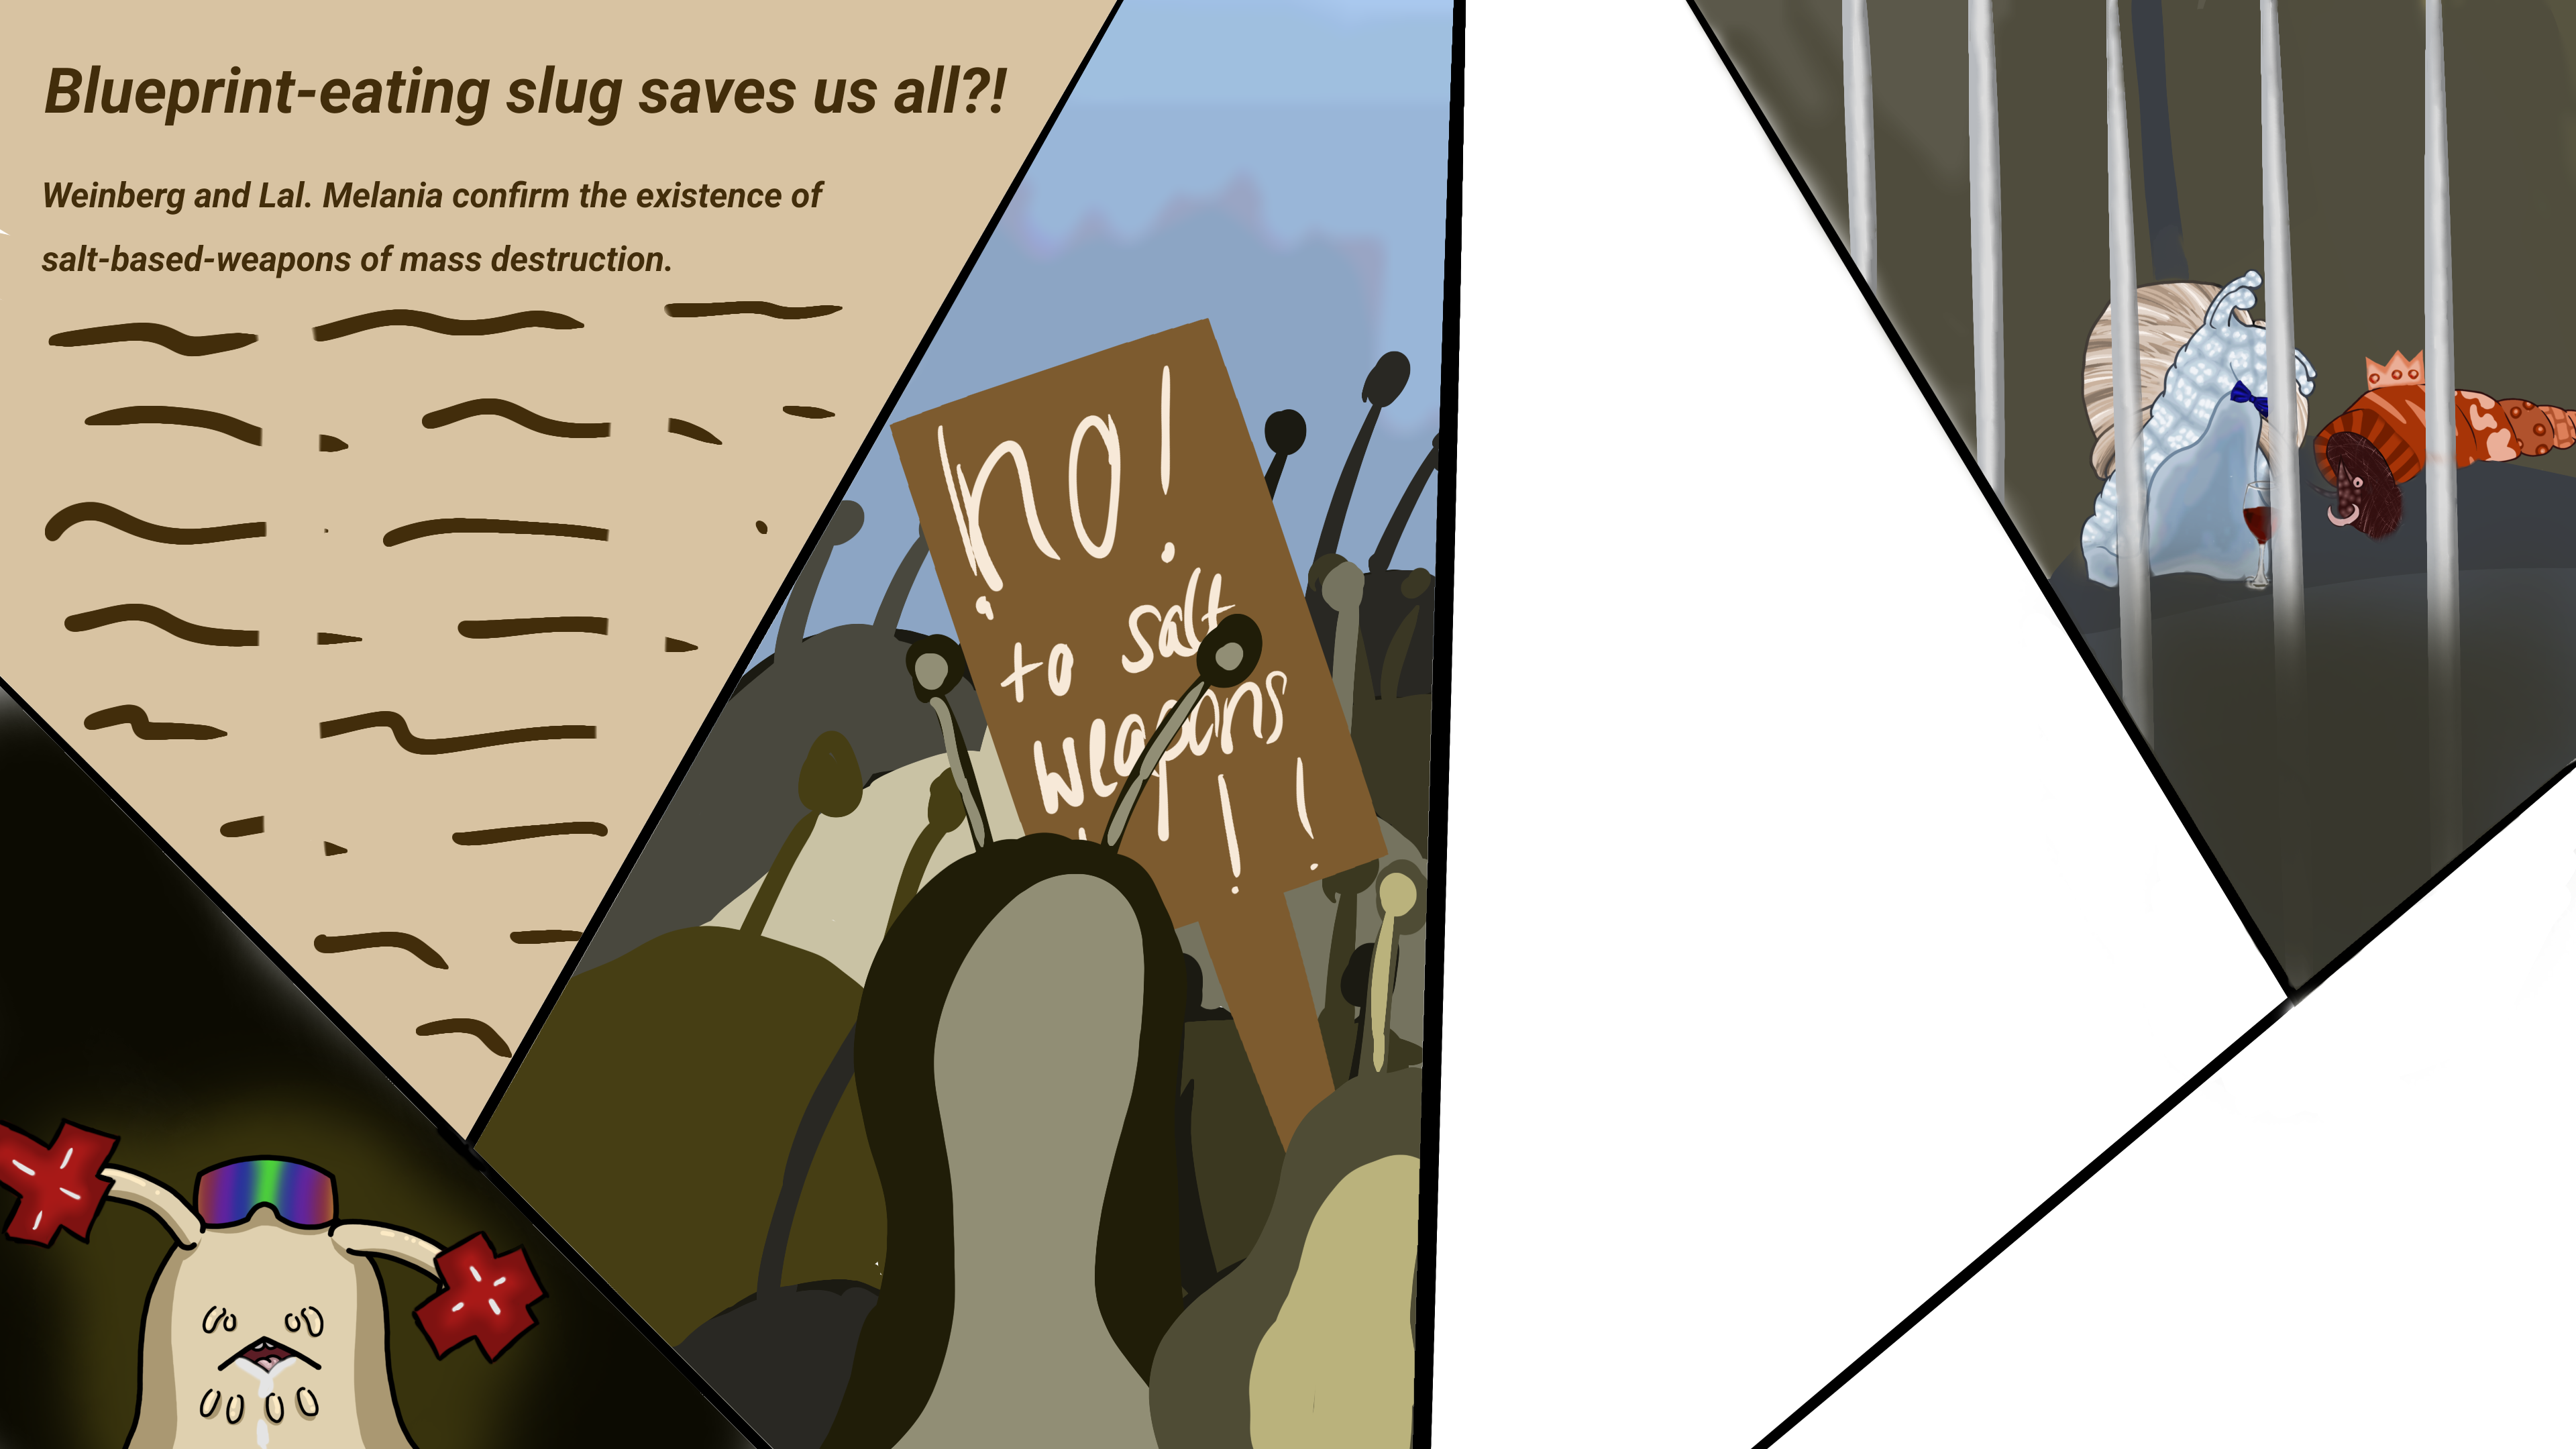 Blueprint-eating slug saves us all?!
Weinberg and Lal. Melania confirm the existence of
salt-based-weapons of mass destruction.
no!
to salt
weapons
!!